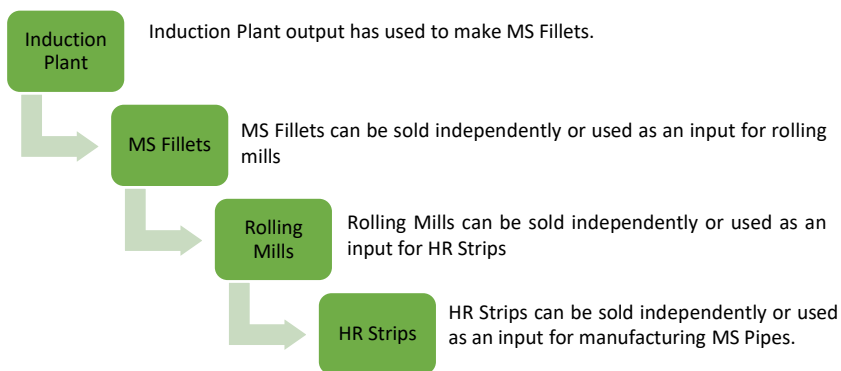 Induction
Plant
Induction Plant output has used to make MS Fillets.
MS Fillets
MS Fillets can be sold independently or used as an input for rolling
mills
Rolling
Mills
Rolling Mills can be sold independently or used as an
input for HR Strips
HR Strips
HR Strips can be sold independently or used
as an input for manufacturing MS Pipes.